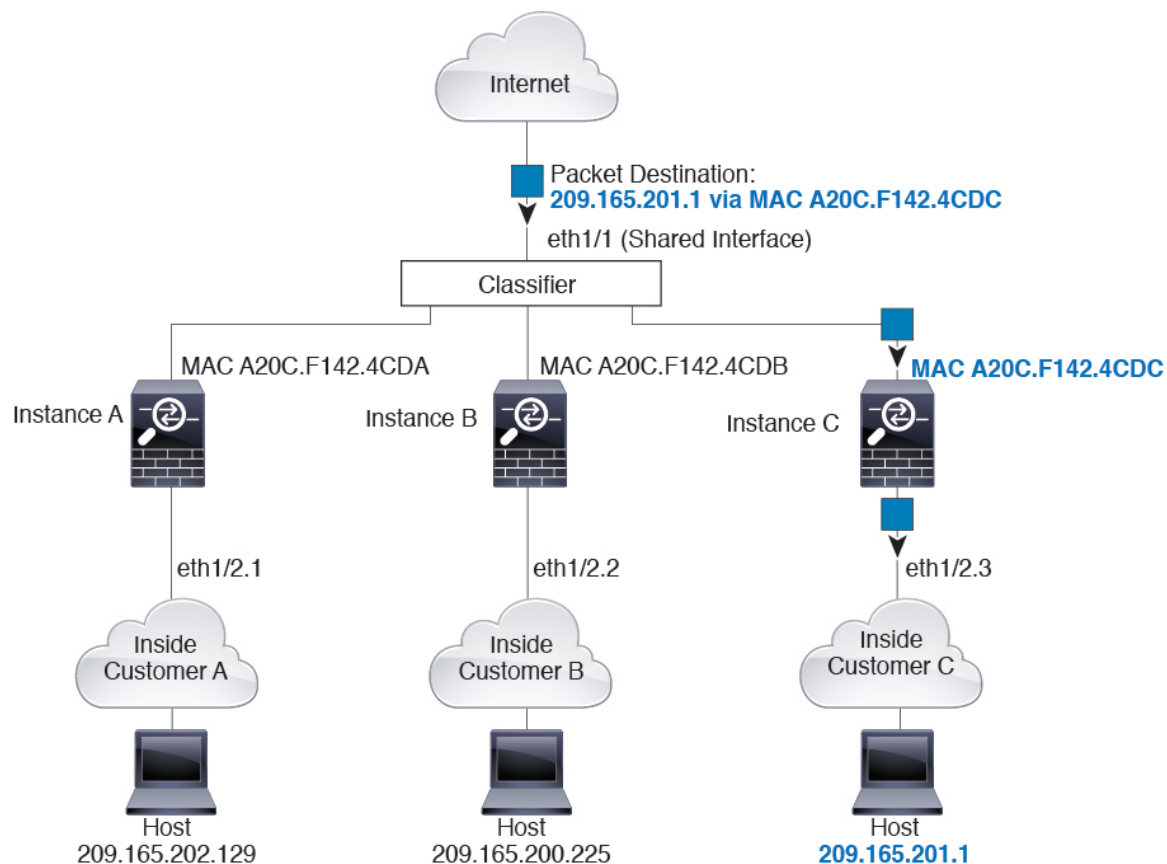 Internet
Packet Destination:
209.165.201.1 via MAC A20C.F142.4CDC
eth1/1 (Shared Interface)
Classifier
MAC A20C.F142.4CDA
MAC A20C.F142.4CDB
MAC A20C.F142.4CDC
Instance A
Instance B
Instance C
eth1/2.1
eth1/2.2
eth1/2.3
Inside
Customer A
Inside
Customer B
Inside
Customer C
Host
209.165.202.129
Host
209.165.200.225
Host
209.165.201.1